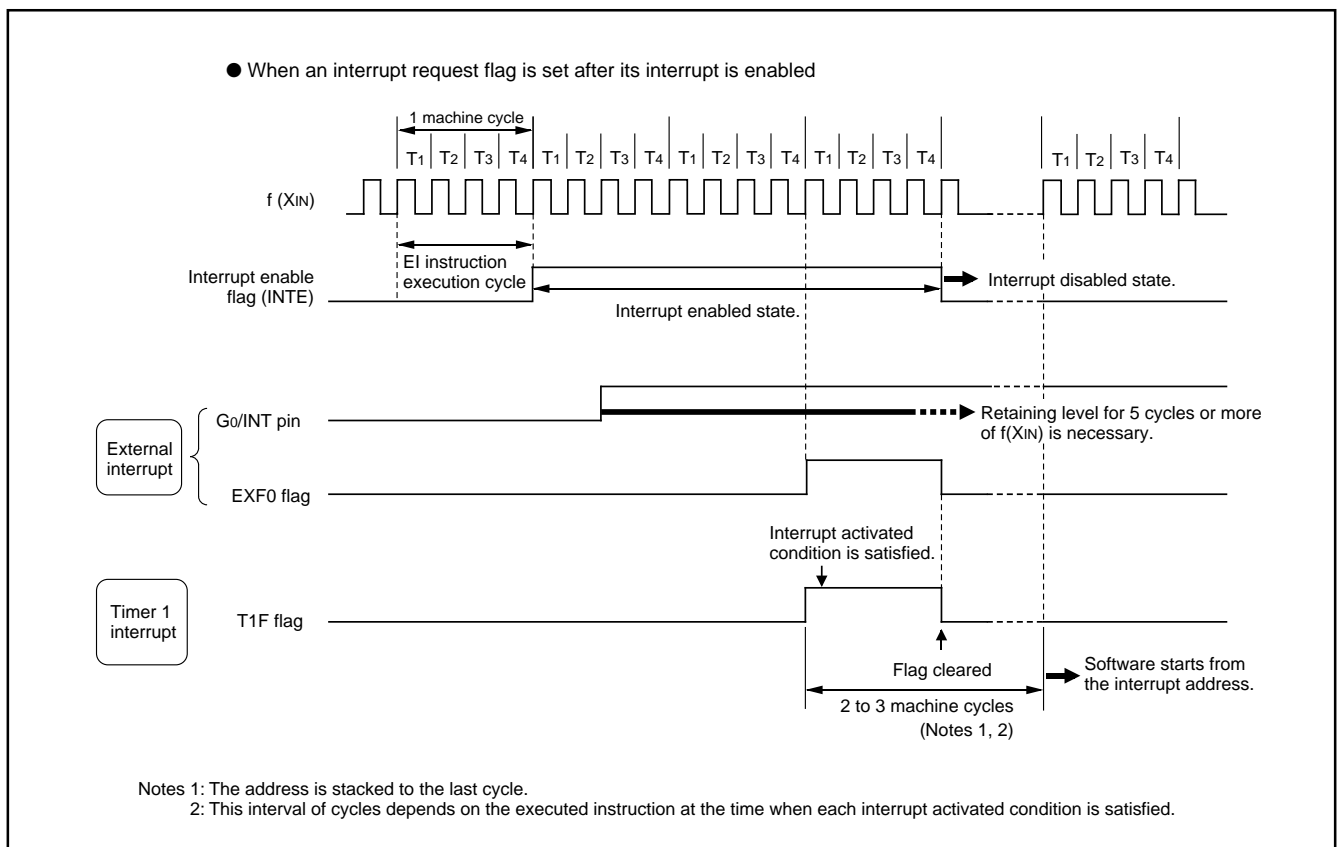 ● When an interrupt request flag is set after its interrupt is enabled
1 machine cycle
T1 T2 T3 T4 T1 T2 T3 T4 T1 T2 T3 T4 T1 T2 T3 T4 T1 T2 T3 T4
f (XIN)
EI instruction
execution cycle
Interrupt enable
flag (INTE)
Interrupt enabled state.
Interrupt disabled state.
External
interrupt
G0/INT pin
Retaining level for 5 cycles or more
of f(XIN) is necessary.
EXF0 flag
Interrupt activated
condition is satisfied.
Timer 1
interrupt
T1F flag
Flag cleared
2 to 3 machine cycles
(Notes 1, 2)
Software starts from
the interrupt address.
Notes 1: The address is stacked to the last cycle.
2: This interval of cycles depends on the executed instruction at the time when each interrupt activated condition is satisfied.